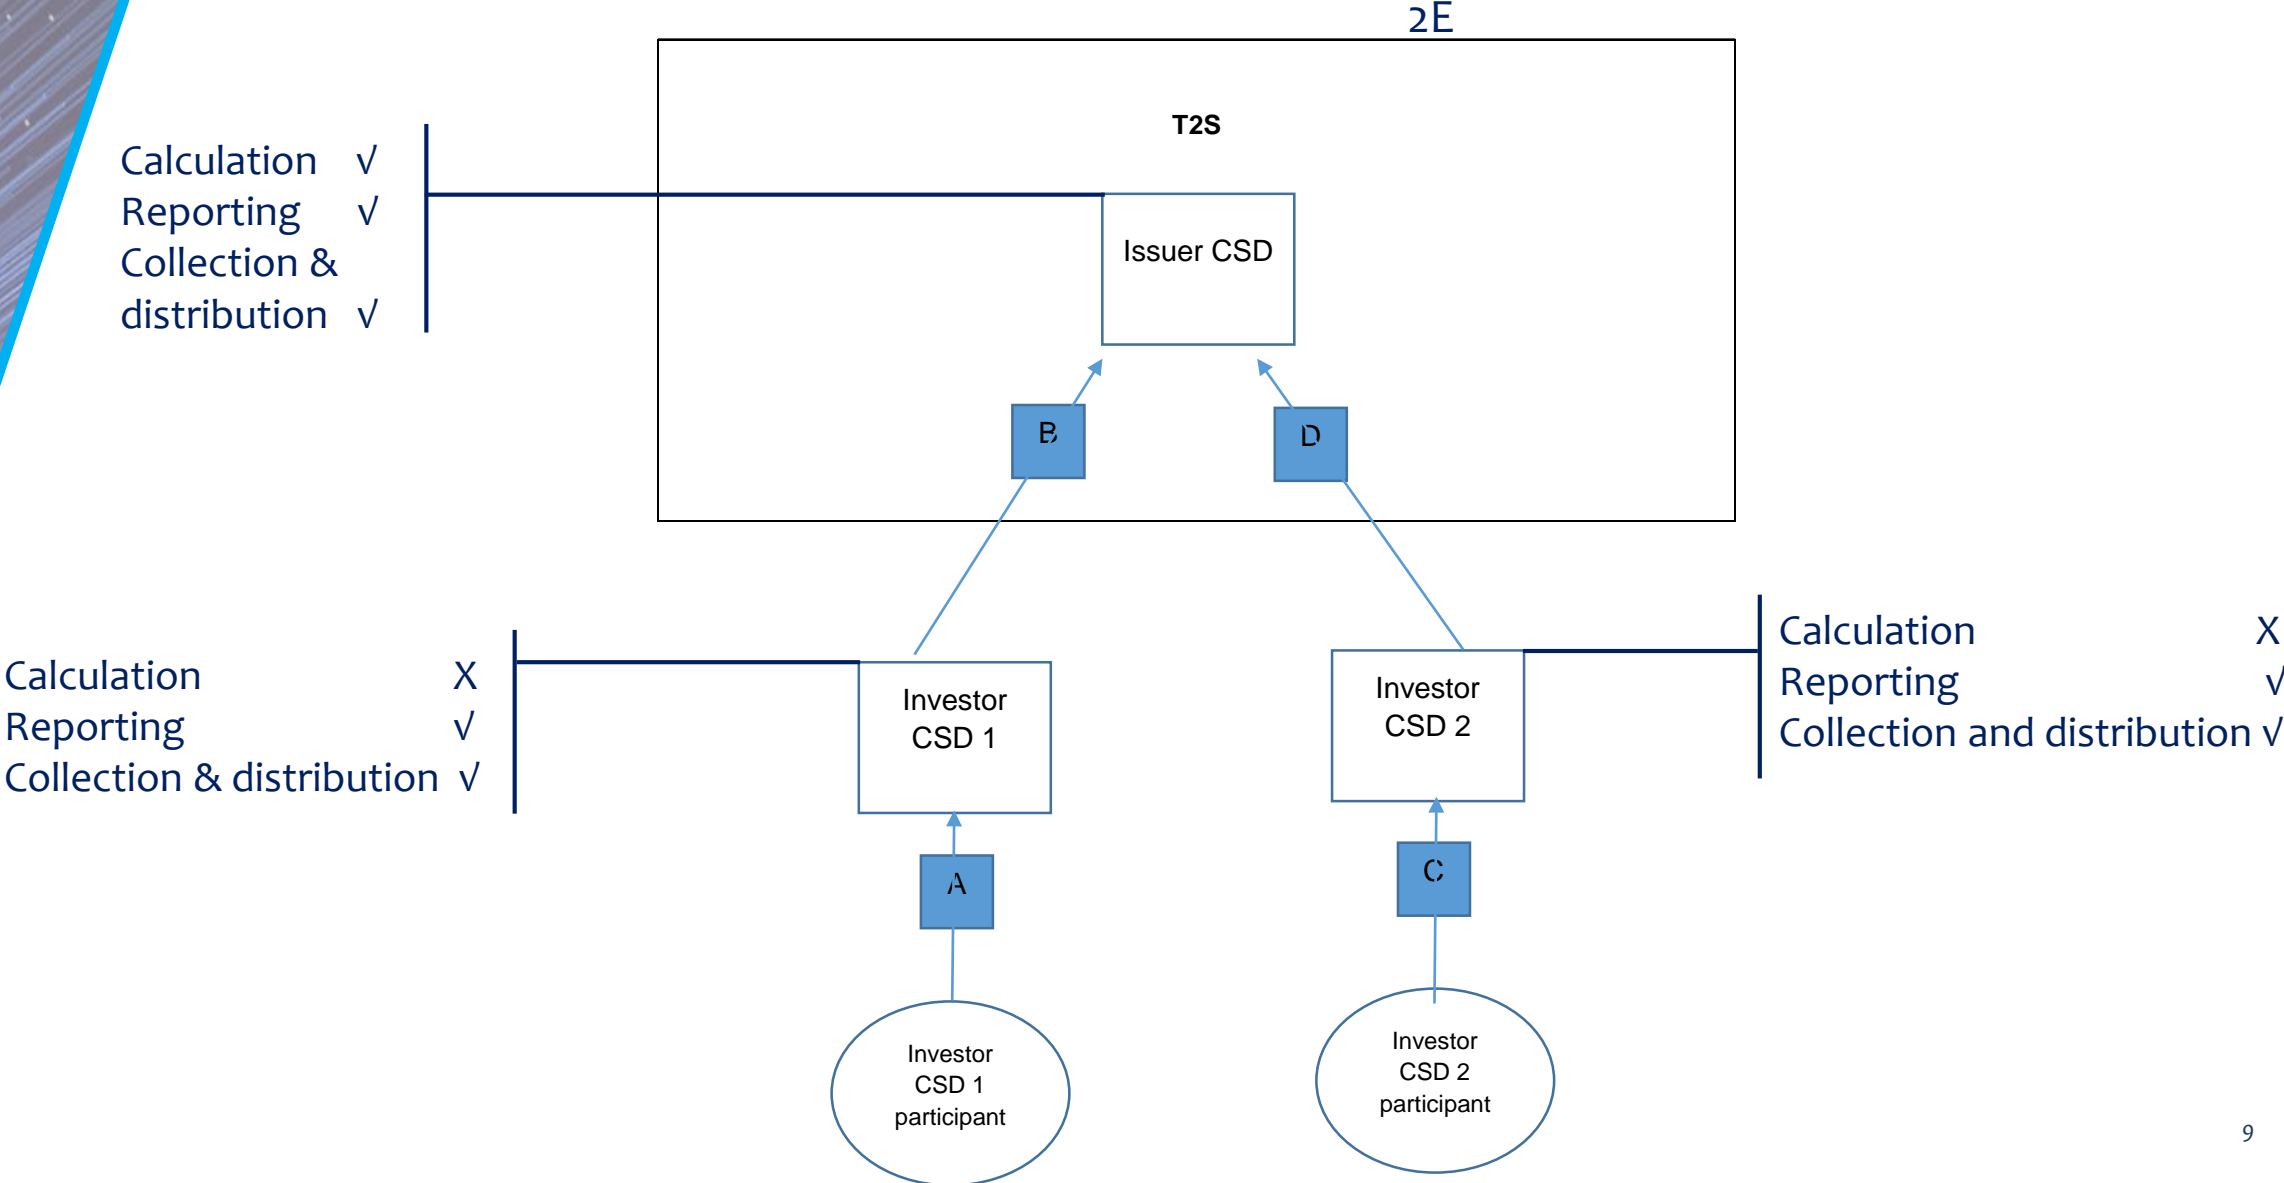 2E
T2S
Calculation √
Reporting √
Collection &
distribution √
Issuer CSD
B
D
Calculation X
Reporting √
Collection & distribution √
Investor
CSD 1
Investor
CSD 2
Calculation X
Reporting √
Collection and distribution √
A
C
Investor
CSD 1
participant
Investor
CSD 2
participant
9